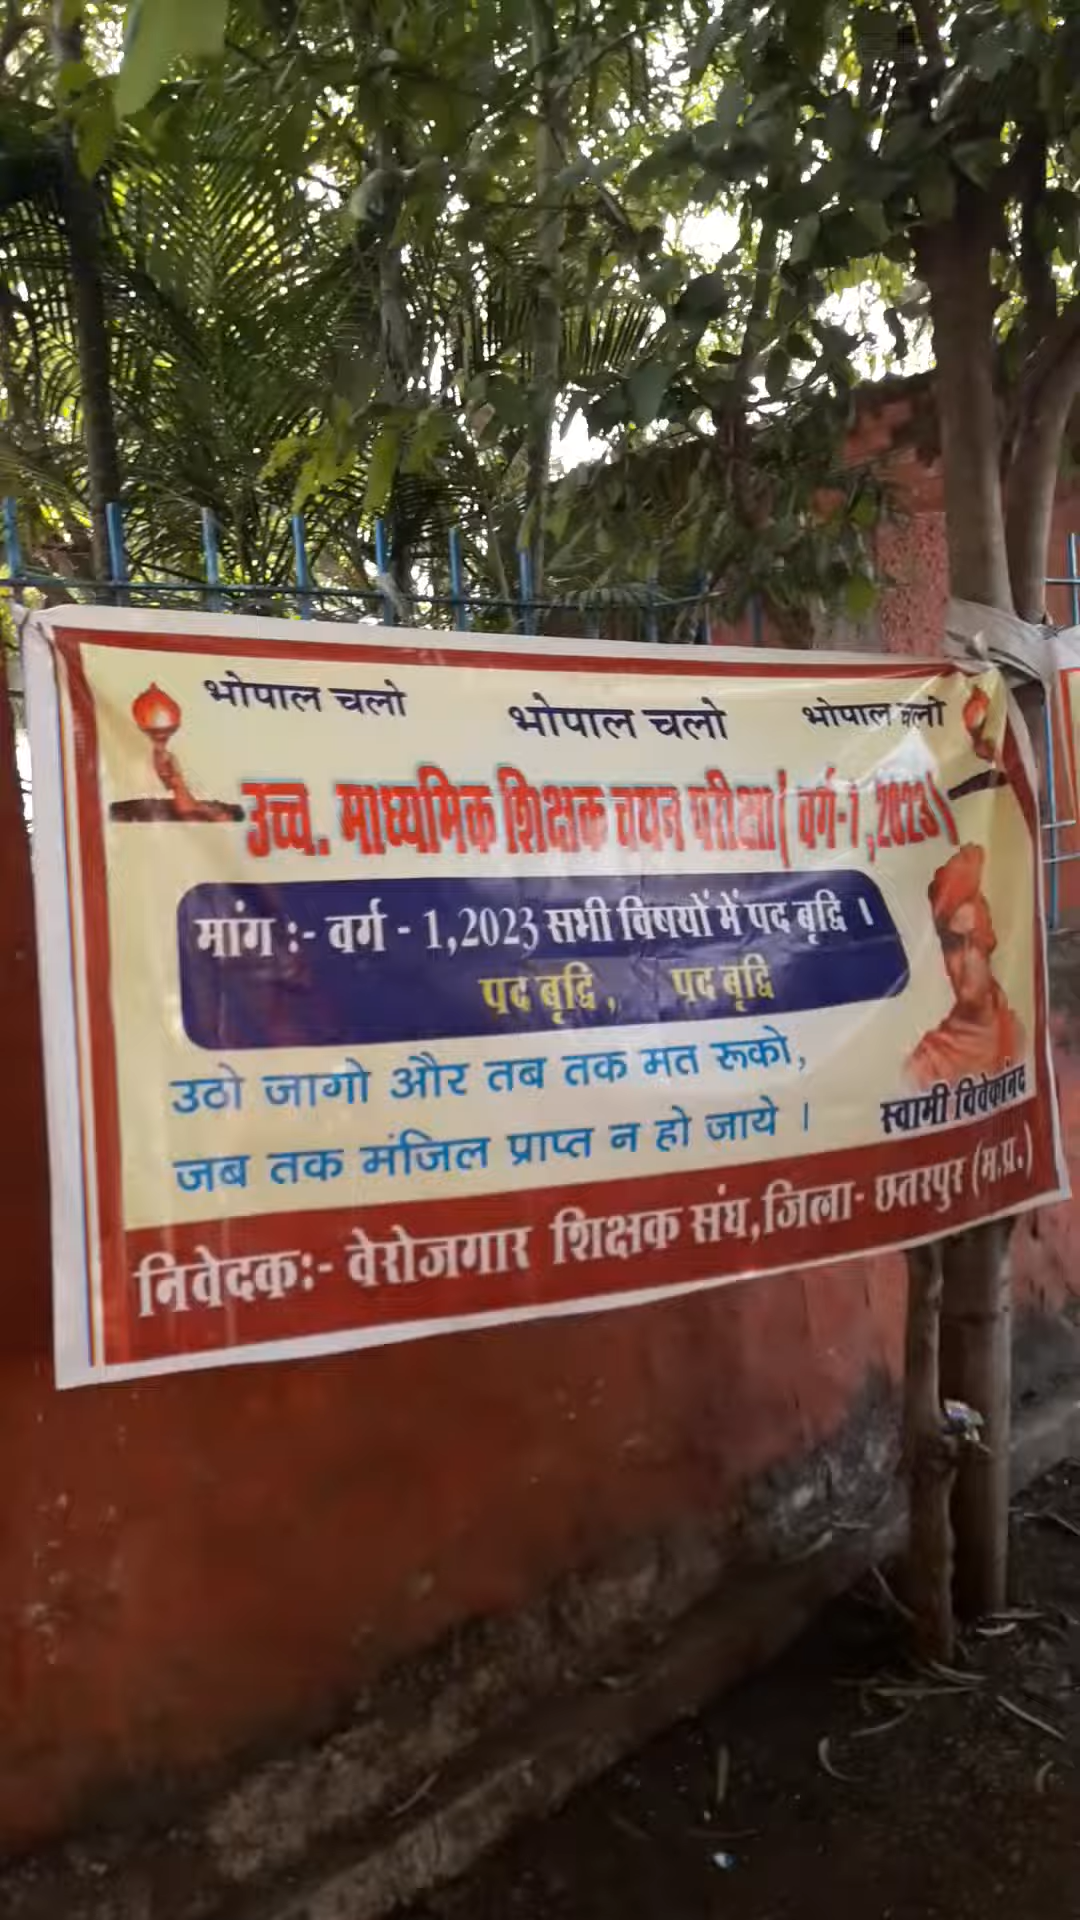 भोपाल चलो भोपाल चलो भोपाल चलो
उच्च. माध्यमिक शिक्षक चयन परीक्षा( वर्ग-1,2023)
मांग :- वर्ग - 1,2023 सभी विषयों में पद बृद्वि ।
पद बृद्वि , पद बृद्वि
उठो जागो और तब तक मत रूको,
जब तक मंजिल प्राप्त न हो जाये ।
स्वामी विवेकांनद
निवेदकः- वेरोजगार शिक्षक संघ,जिला- छतरपुर (म.प्र.)